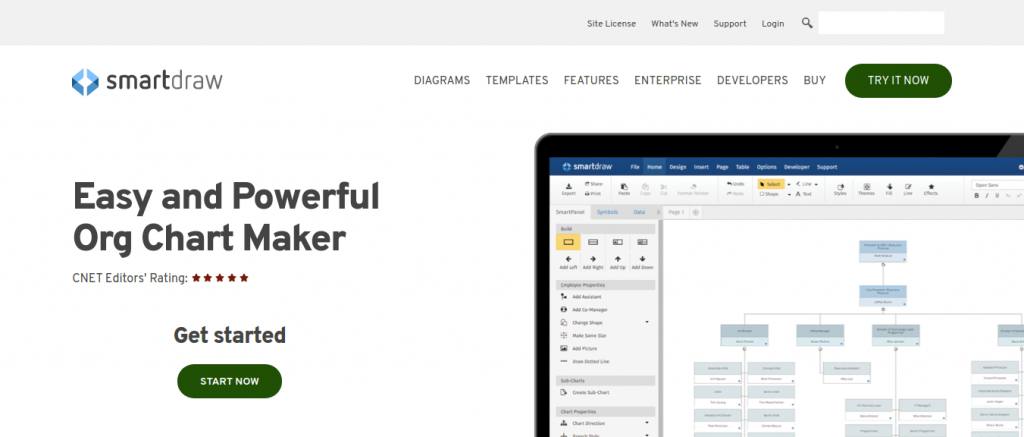 Site License What's New Support Login
smartdraw
DIAGRAMS TEMPLATES FEATURES ENTERPRISE DEVELOPERS BUY TRY IT NOW
Easy and Powerful
Org Chart Maker
CNET Editors' Rating:
Get started
START NOW
smartdraw File Home Design Insert Page Table Options Developer Support
Export Share Print Paste Copy Cut Format Painter Undo Redo Select Shape Line Text Styles Themes Fill Line Effects Open Sans
B I U
SmartPanel Symbols Data Page 1
Build
Add Left Add Right Add Up Add Down
Employee Properties
Add Assistant
Add Co-Manager
Change Shape
Make Same Size
Add Picture
Draw Dotted Line
Sub-Charts
Create Sub-Chart
Chart Properties
Chart Direction
Branch Style